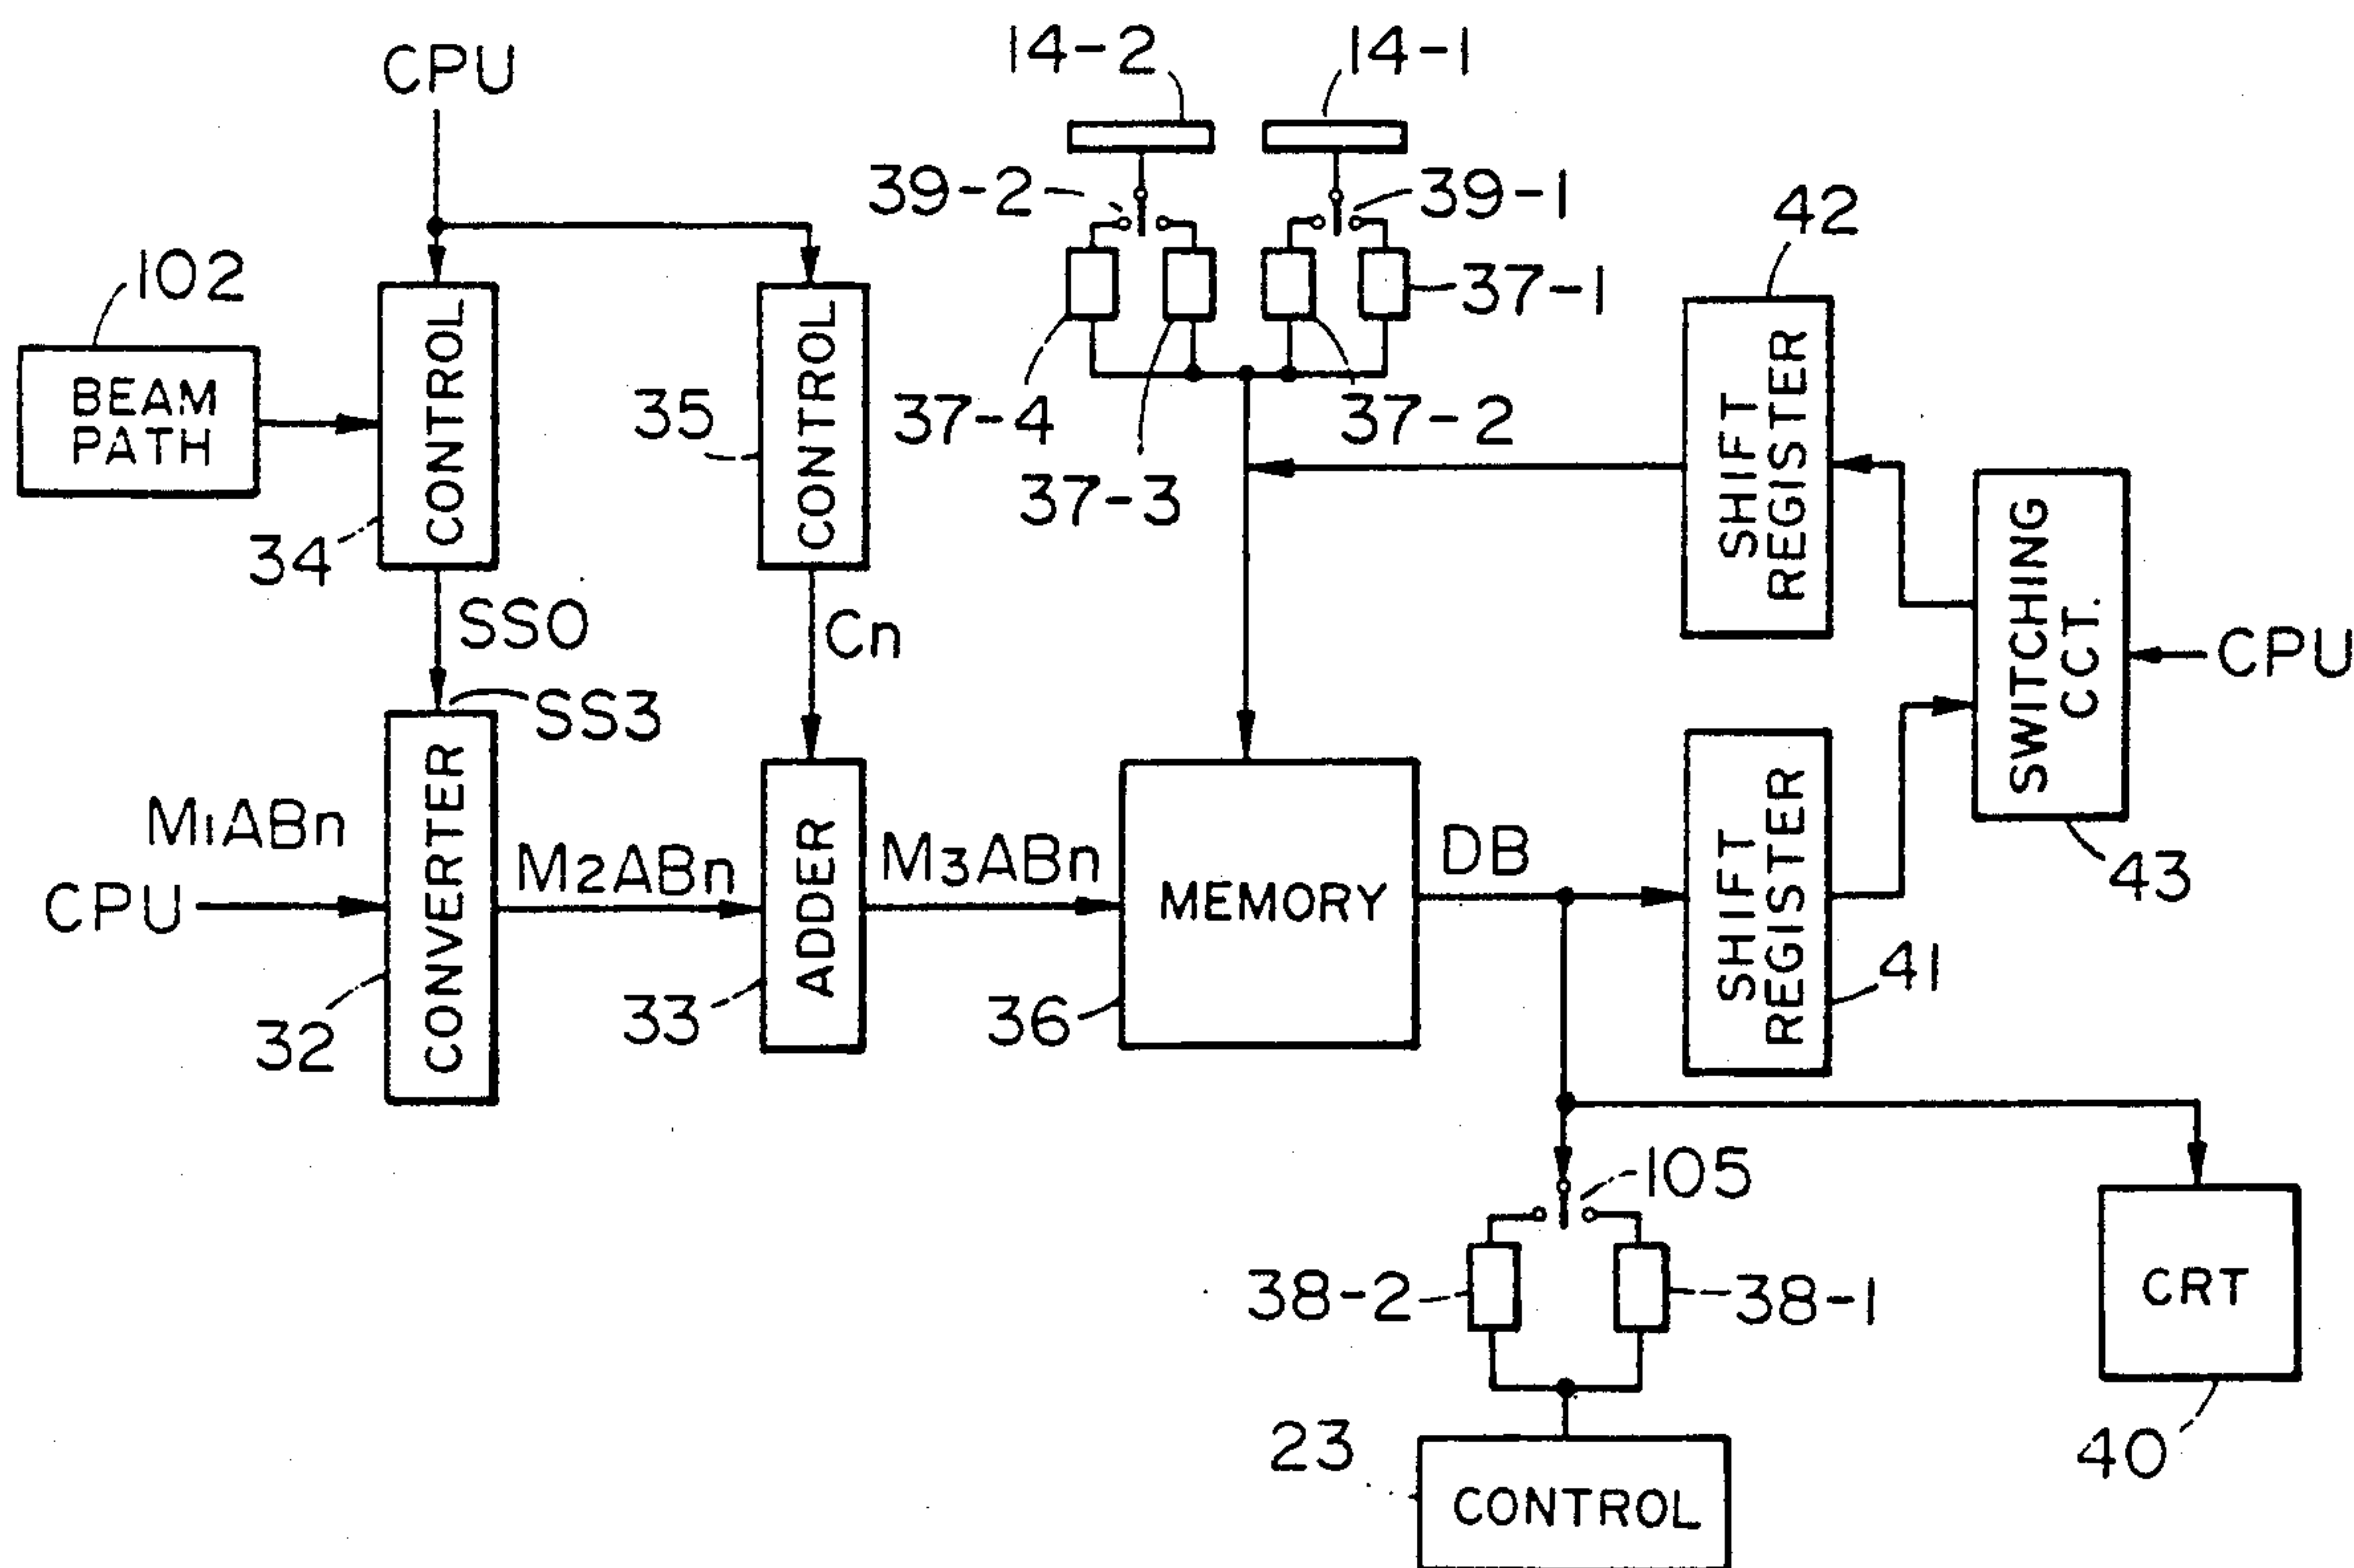 CPU
14-2
14-1
39-2
39-1
42
102
37-1
BEAM
PATH
CONTROL
35
CONTROL
37-4
37-2
37-3
SHIFT
REGISTER
34
SSO
Cn
SS3
SWITCHING
CCT.
CPU
M1ABn
CPU
CONVERTER
M2ABn
ADDER
M3ABn
MEMORY
DB
SHIFT
REGISTER
43
41
32
33
36
105
38-2
38-1
CRT
23
CONTROL
40